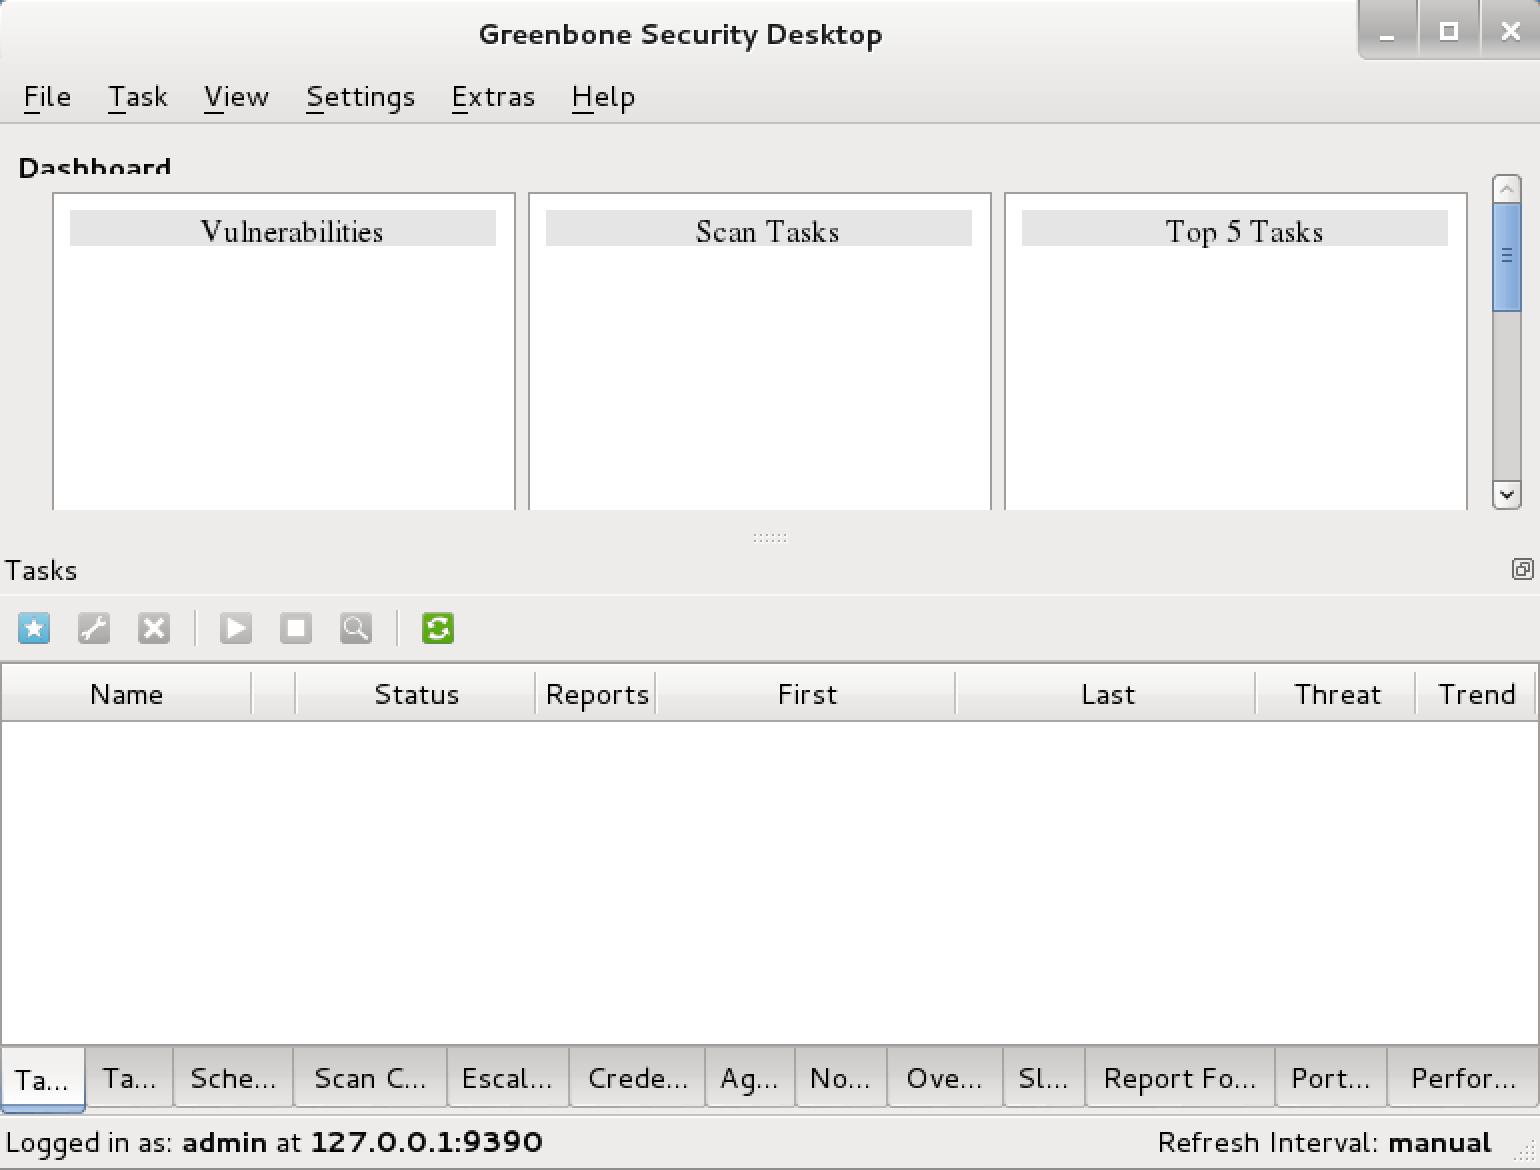 Greenbone Security Desktop
File Task View Settings Extras Help
Dashboard
Vulnerabilities Scan Tasks Top 5 Tasks
Tasks
Name Status Reports First Last Threat Trend
Ta... Ta... Sche... Scan C... Escal... Crede... Ag... No... Ove... Sl... Report Fo... Port... Perfor...
Logged in as: admin at 127.0.0.1:9390 Refresh Interval: manual